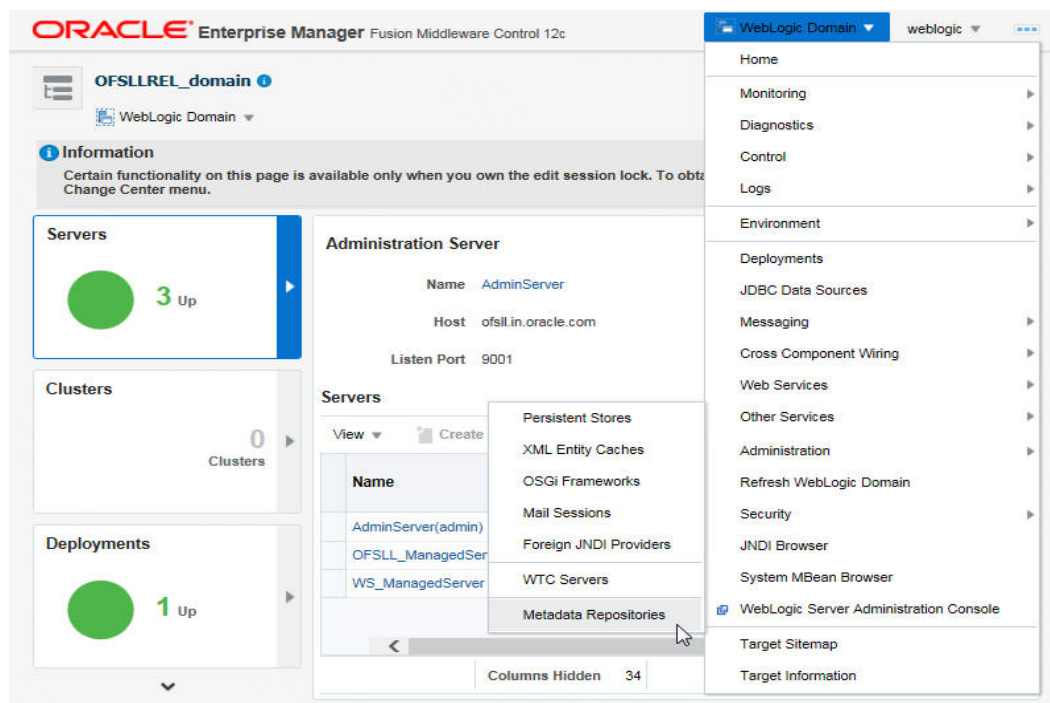 ORACLE Enterprise Manager Fusion Middleware Control 12c
WebLogic Domain
weblogic
OFSLLREL_domain
WebLogic Domain
Information
Certain functionality on this page is available only when you own the edit session lock. To obta
Change Center menu.
Servers
3 Up
Clusters
0
Clusters
Deployments
1 Up
Administration Server
Name AdminServer
Host ofsll.in.oracle.com
Listen Port 9001
Servers
View
Create
Name
AdminServer(admin)
OFSLL_ManagedSer
WS_ManagedServer
Columns Hidden 34
Persistent Stores
XML Entity Caches
OSGi Frameworks
Mail Sessions
Foreign JNDI Providers
WTC Servers
Metadata Repositories
Home
Monitoring
Diagnostics
Control
Logs
Environment
Deployments
JDBC Data Sources
Messaging
Cross Component Wiring
Web Services
Other Services
Administration
Refresh WebLogic Domain
Security
JNDI Browser
System MBean Browser
WebLogic Server Administration Console
Target Sitemap
Target Information